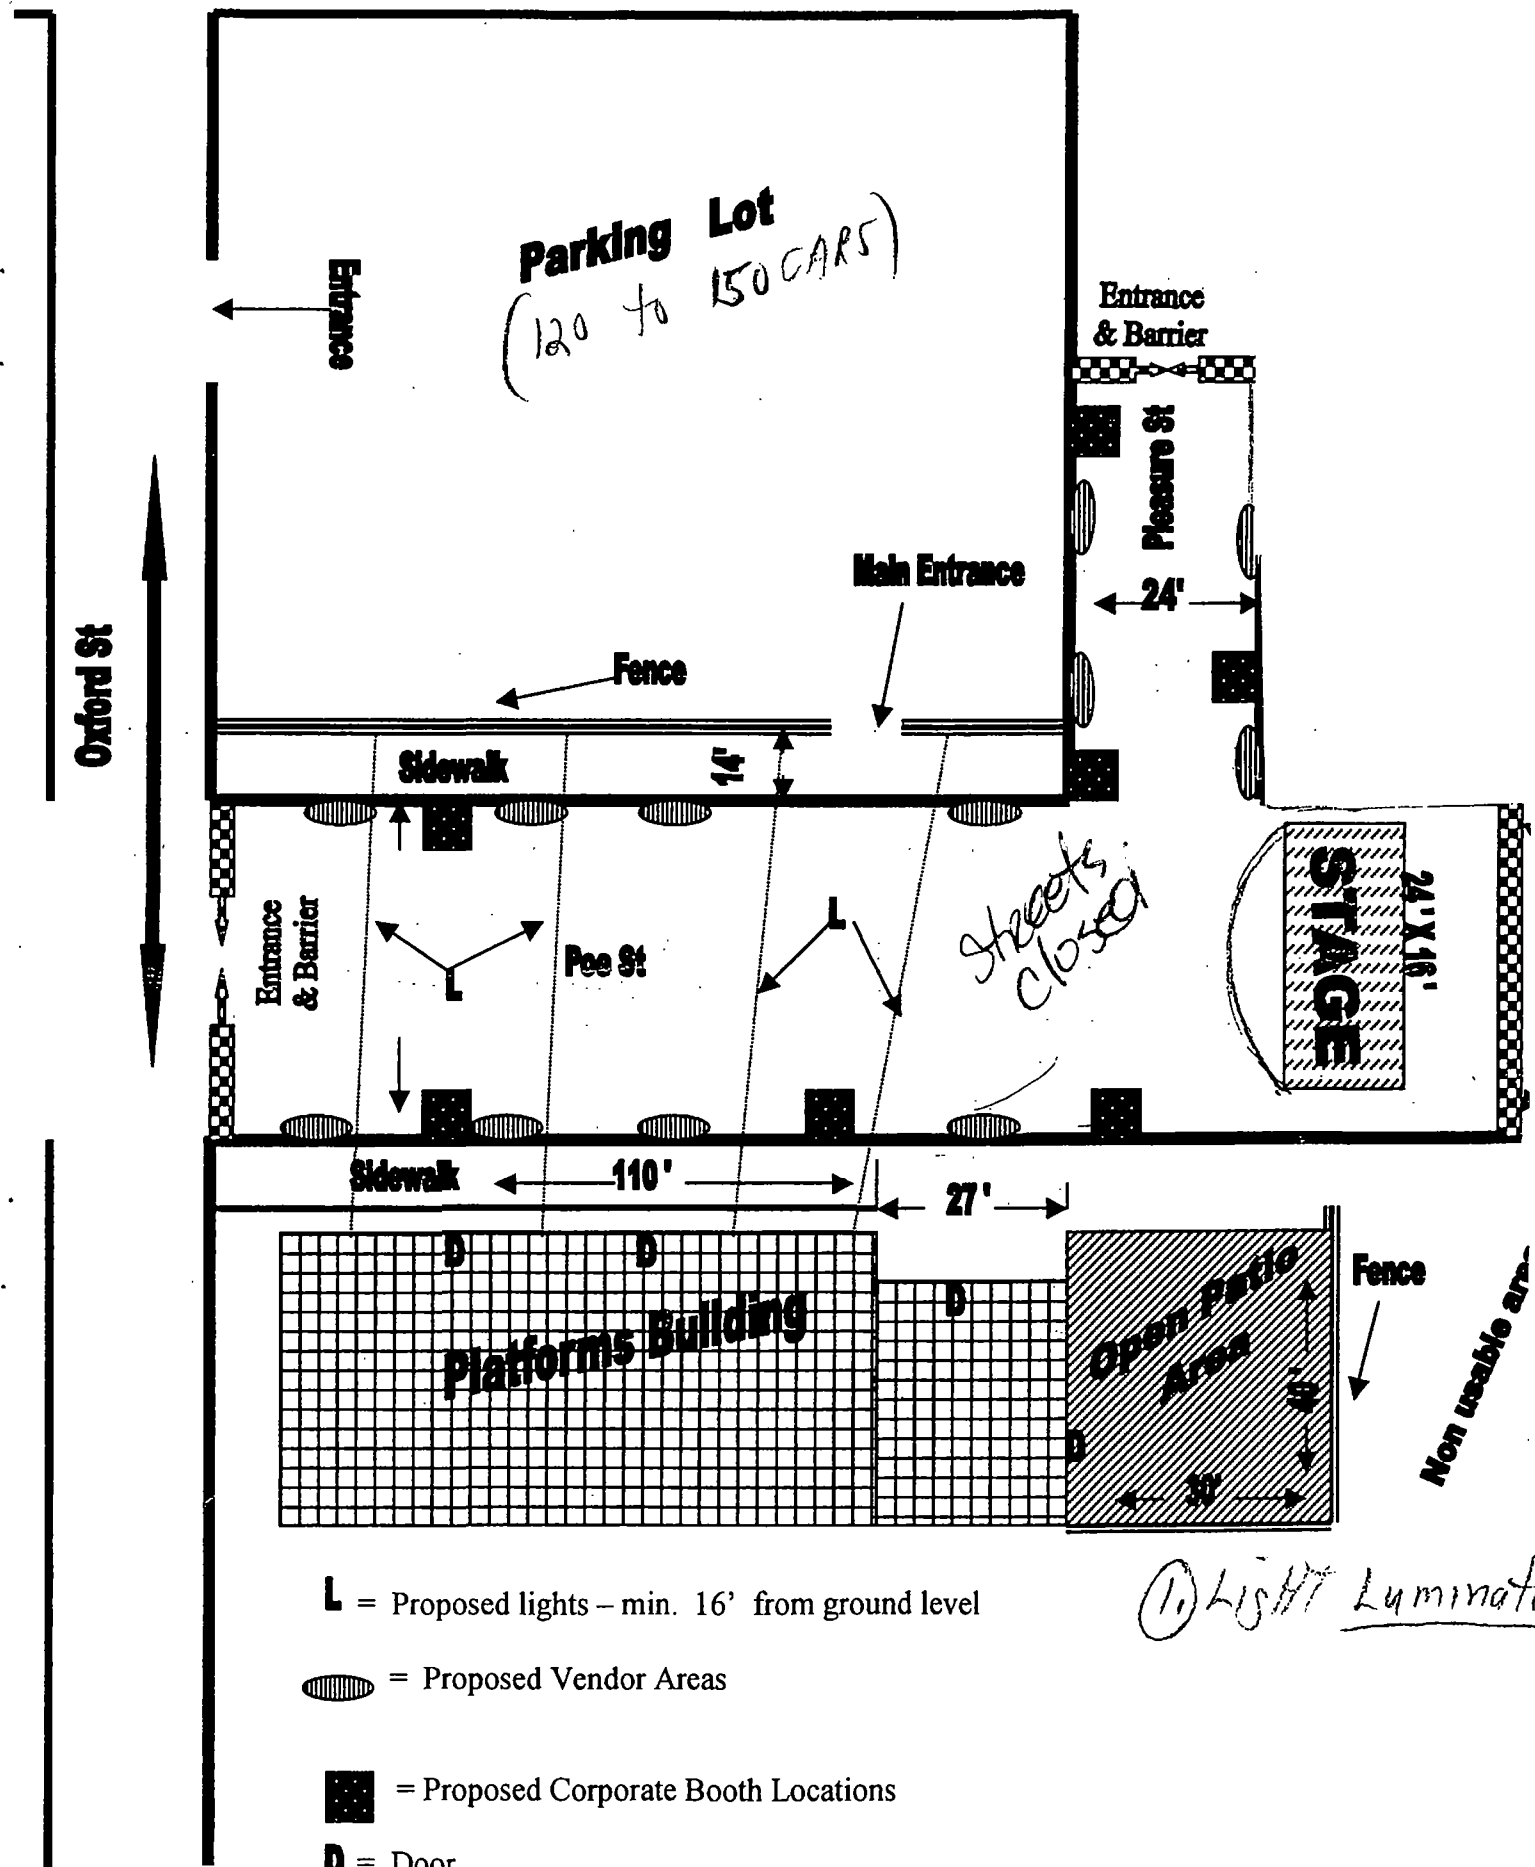 Parking Lot
(120 to 150 CARS)
Entrance
Entrance
& Barrier
Pleasure St
24'
Main Entrance
Fence
Oxford St
Sidewalk
14'
Entrance
& Barrier
L
Poe St
L
Streets
Closed
STAGE
24' X 16'
Sidewalk
110 '
27 '
D
D
D
Platforms Building
Open Patio
Area
40'
D
30'
Fence
Non usable area
L = Proposed lights – min. 16’ from ground level
1. Light
= Proposed Vendor Areas
= Proposed Corporate Booth Locations
D = Door